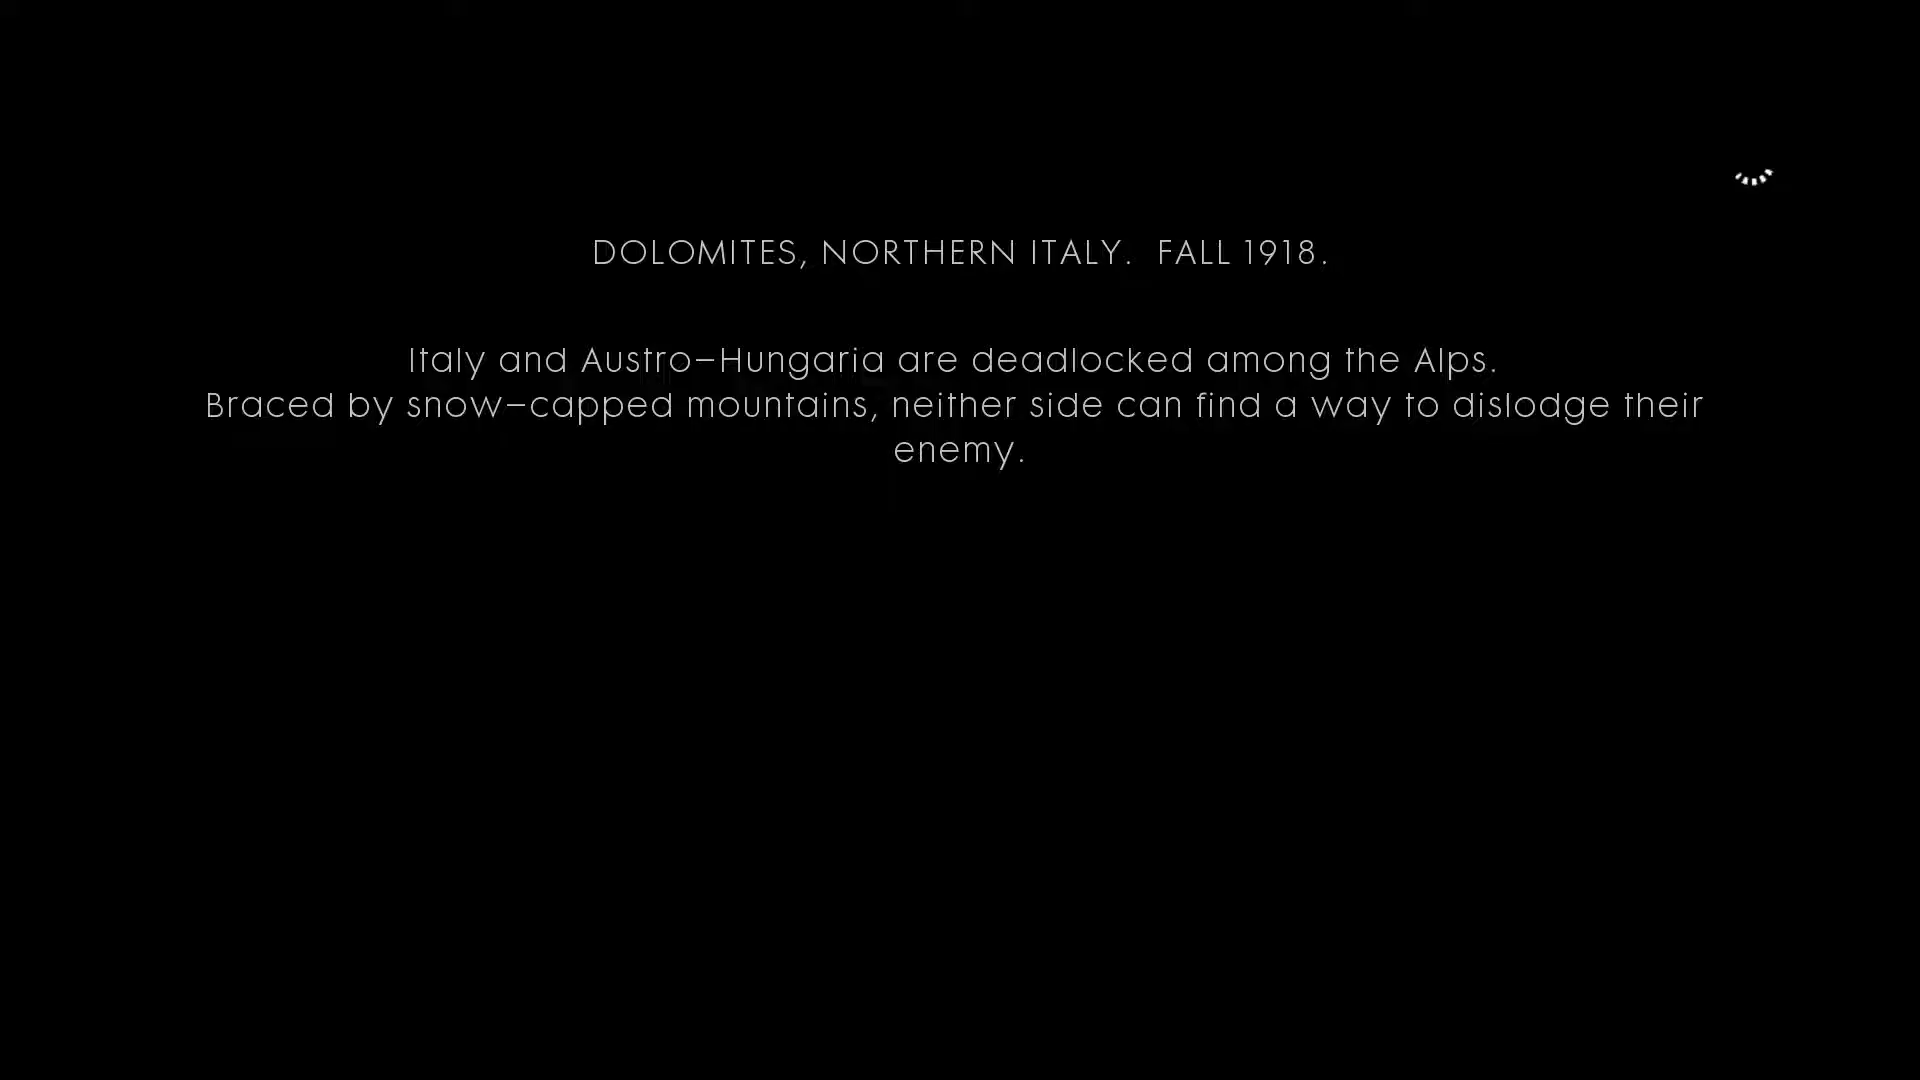 DOLOMITES, NORTHERN ITALY.  FALL 1918.
Italy and Austro-Hungaria are deadlocked among the Alps.
Braced by snow-capped mountains, neither side can find a way to dislodge their
enemy.